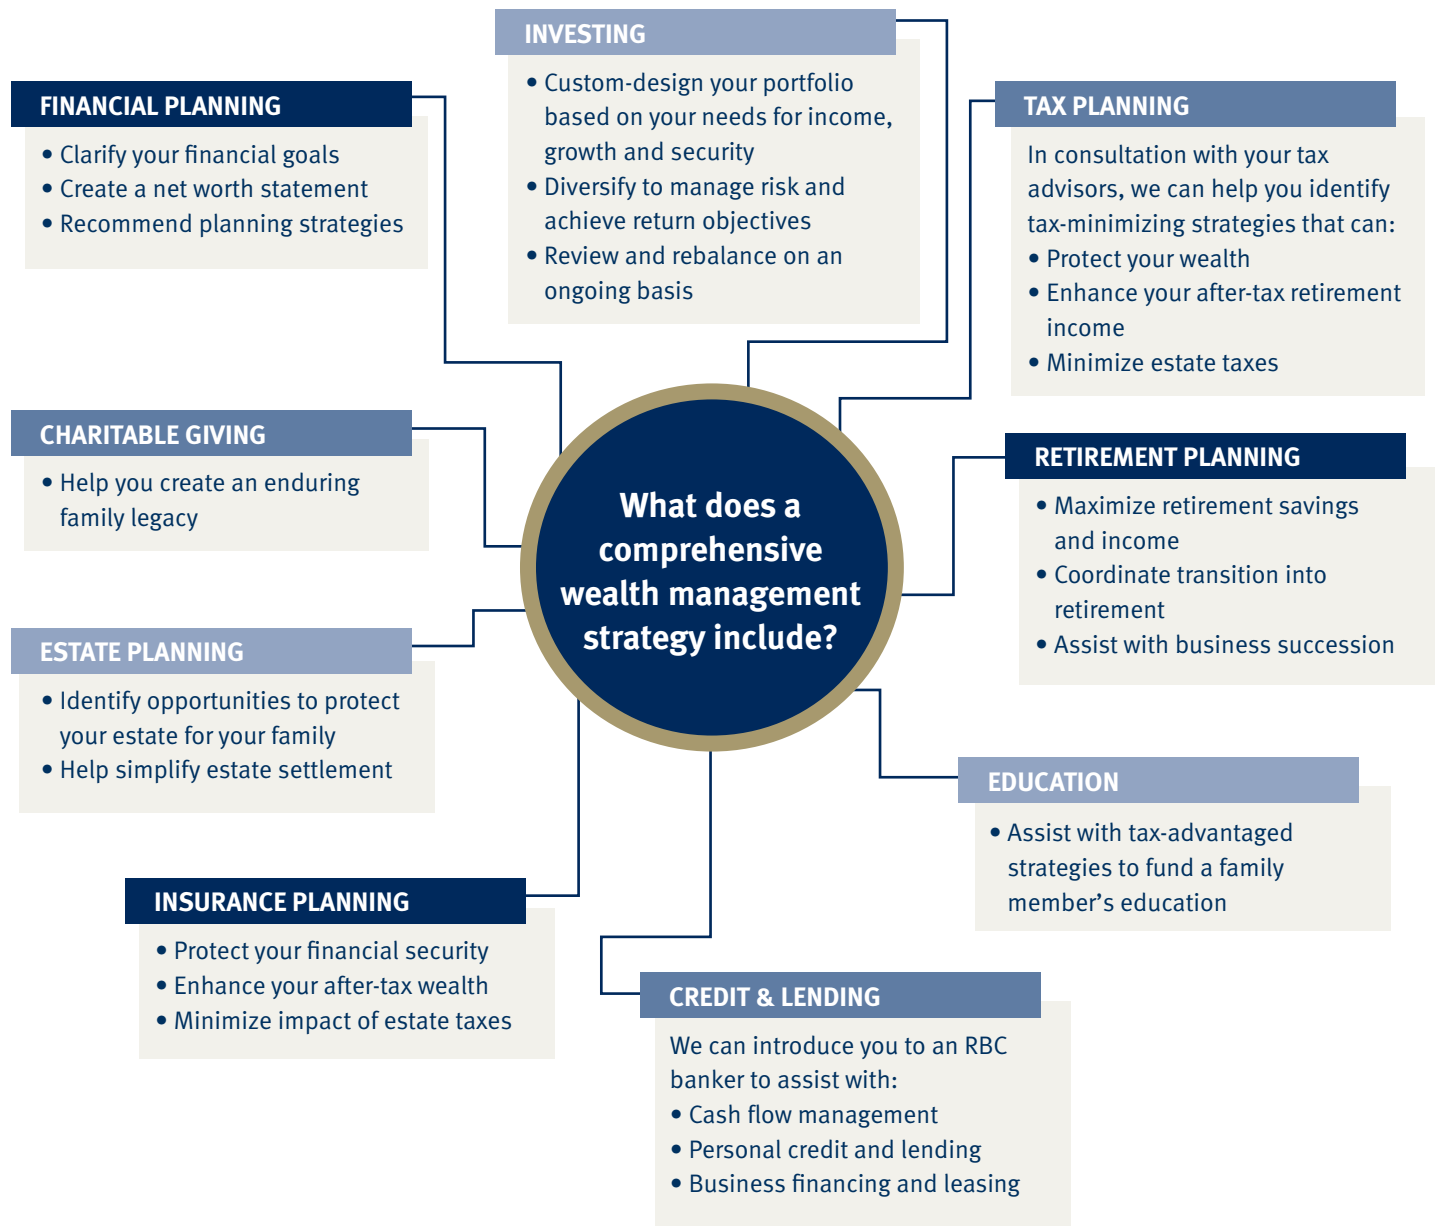 INVESTING
• Custom-design your portfolio
based on your needs for income,
growth and security
• Diversify to manage risk and
achieve return objectives
• Review and rebalance on an
ongoing basis
FINANCIAL PLANNING
• Clarify your financial goals
• Create a net worth statement
• Recommend planning strategies
TAX PLANNING
In consultation with your tax
advisors, we can help you identify
tax-minimizing strategies that can:
• Protect your wealth
• Enhance your after-tax retirement
income
• Minimize estate taxes
CHARITABLE GIVING
• Help you create an enduring
family legacy
What does a
comprehensive
wealth management
strategy include?
RETIREMENT PLANNING
• Maximize retirement savings
and income
• Coordinate transition into
retirement
• Assist with business succession
ESTATE PLANNING
• Identify opportunities to protect
your estate for your family
• Help simplify estate settlement
EDUCATION
• Assist with tax-advantaged
strategies to fund a family
member’s education
INSURANCE PLANNING
• Protect your financial security
• Enhance your after-tax wealth
• Minimize impact of estate taxes
CREDIT & LENDING
We can introduce you to an RBC
banker to assist with:
• Cash flow management
• Personal credit and lending
• Business financing and leasing